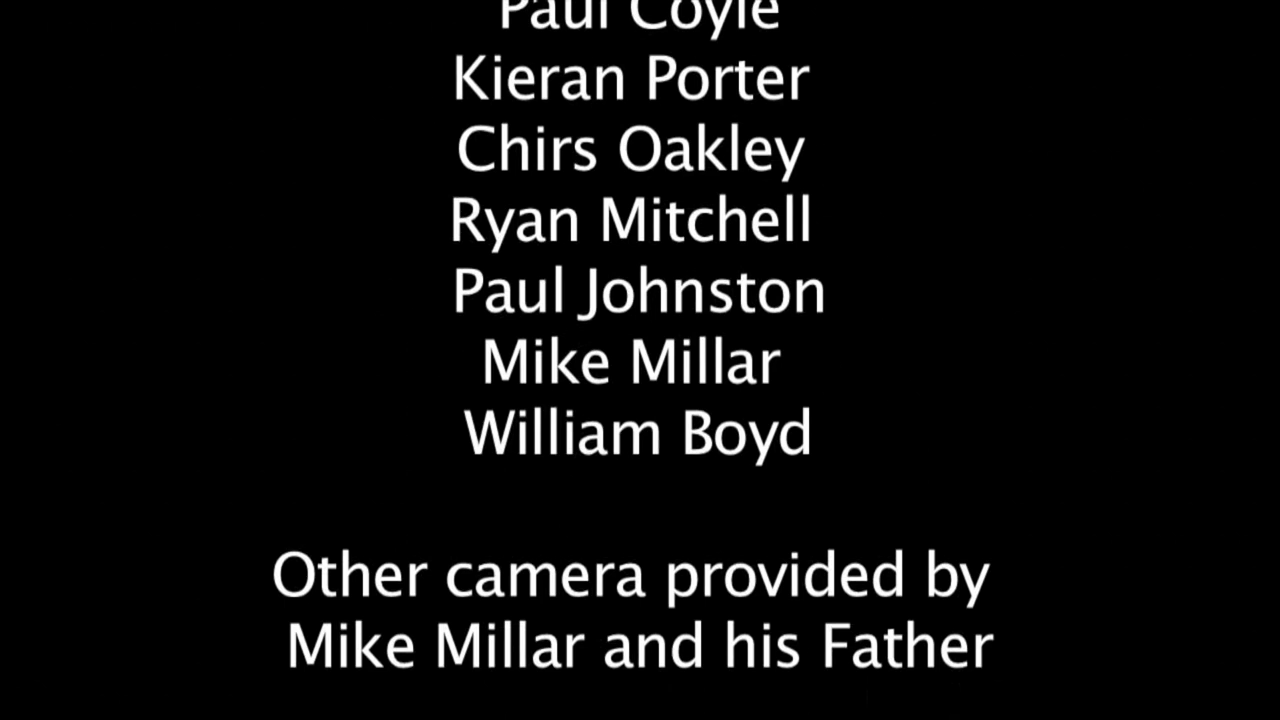 Paul Coyle
Kieran Porter
Chirs Oakley
Ryan Mitchell
Paul Johnston
Mike Millar
William Boyd
Other camera provided by
Mike Millar and his Father